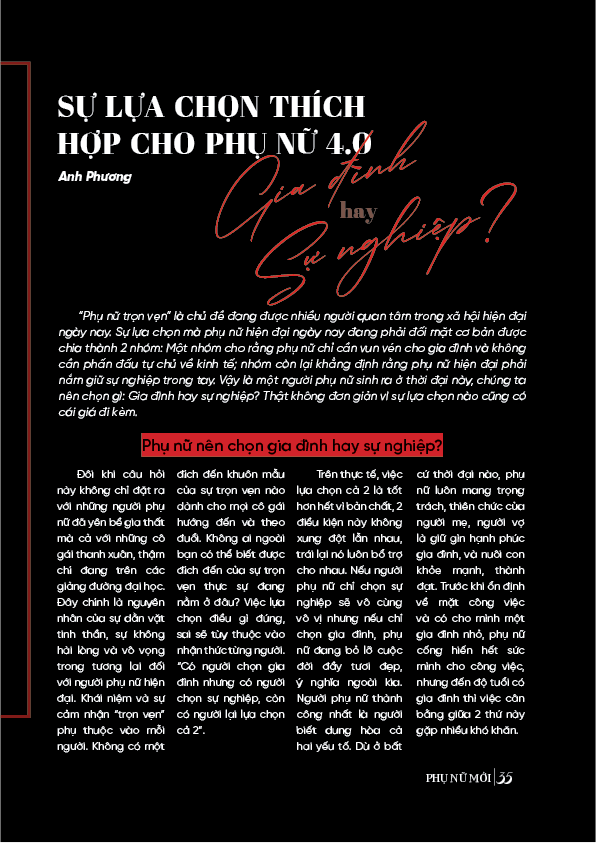 SỰ LỰA CHỌN THÍCH
HỢP CHO PHỤ NỮ 4.0
Anh Phương
Gia đình
hay
Sự nghiệp?
“Phụ nữ trọn vẹn” là chủ đề đang được nhiều người quan tâm trong xã hội hiện đại
ngày nay. Sự lựa chọn mà phụ nữ hiện đại ngày nay đang phải đối mặt cơ bản được
chia thành 2 nhóm: Một nhóm cho rằng phụ nữ chỉ cần vun vén cho gia đình và không
cần phấn đấu tự chủ về kinh tế; nhóm còn lại khẳng định rằng phụ nữ hiện đại phải
nắm giữ sự nghiệp trong tay. Vậy là một người phụ nữ sinh ra ở thời đại này, chúng ta
nên chọn gì: Gia đình hay sự nghiệp? Thật không đơn giản vì sự lựa chọn nào cũng có
cái giá đi kèm.
Phụ nữ nên chọn gia đình hay sự nghiệp?
Đôi khi câu hỏi
này không chỉ đặt ra
với những người phụ
nữ đã yên bề gia thất
mà cả với những cô
gái thanh xuân, thậm
chí đang trên các
giảng đường đại học.
Đây chính là nguyên
nhân của sự dằn vặt
tinh thần, sự không
hài lòng và vô vọng
trong tương lai đối
với người phụ nữ hiện
đại. Khái niệm và sự
cảm nhận “trọn vẹn”
phụ thuộc vào mỗi
người. Không có một
đích đến khuôn mẫu
của sự trọn vẹn nào
dành cho mọi cô gái
hướng đến và theo
đuổi. Không ai ngoài
bạn có thể biết được
đích đến của sự trọn
vẹn thực sự đang
nằm ở đâu? Việc lựa
chọn điều gì đúng,
sai sẽ tùy thuộc vào
nhận thức từng người.
“Có người chọn gia
đình nhưng có người
chọn sự nghiệp, còn
có người lại lựa chọn
cả 2”.
Trên thực tế, việc
lựa chọn cả 2 là tốt
hơn hết vì bản chất, 2
điều kiện này không
xung đột lẫn nhau,
trái lại nó luôn bổ trợ
cho nhau. Nếu người
phụ nữ chỉ chọn sự
nghiệp sẽ vô cùng
vô vị nhưng nếu chỉ
chọn gia đình, phụ
nữ đang bỏ lỡ cuộc
đời đầy tươi đẹp,
ý nghĩa ngoài kia.
Người phụ nữ thành
công nhất là người
biết dung hòa cả
hai yếu tố. Dù ở bất
cứ thời đại nào, phụ
nữ luôn mang trọng
trách, thiên chức của
người mẹ, người vợ
là giữ gìn hạnh phúc
gia đình, và nuôi con
khỏe mạnh, thành
đạt. Trước khi ổn định
về mặt công việc
và có cho mình một
gia đình nhỏ, phụ nữ
cống hiến hết sức
mình cho công việc,
nhưng đến độ tuổi có
gia đình thì việc cân
bằng giữa 2 thứ này
gặp nhiều khó khăn.
PHỤ NỮ MỚI 35